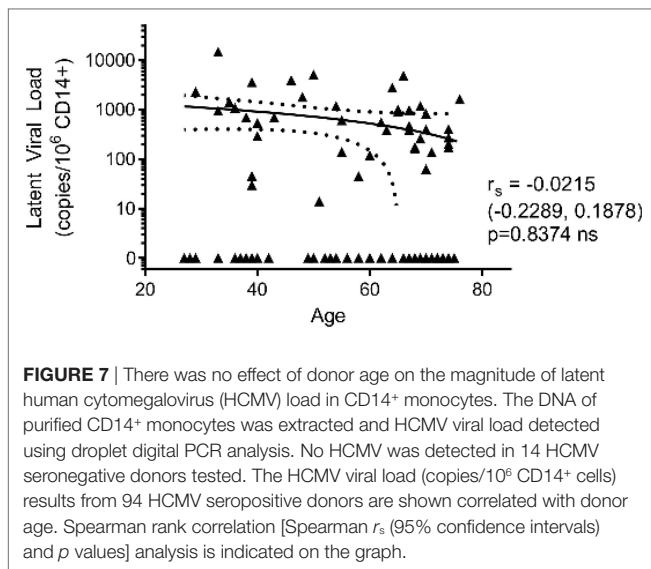 10000
1000
100
10
0
Latent Viral Load
(copies/10⁶ CD14+)
20
40
60
80
Age
rₛ = -0.0215
(-0.2289, 0.1878)
p=0.8374 ns
FIGURE 7 | There was no effect of donor age on the magnitude of latent
human cytomegalovirus (HCMV) load in CD14⁺ monocytes. The DNA of
purified CD14⁺ monocytes was extracted and HCMV viral load detected
using droplet digital PCR analysis. No HCMV was detected in 14 HCMV
seronegative donors tested. The HCMV viral load (copies/10⁶ CD14⁺ cells)
results from 94 HCMV seropositive donors are shown correlated with donor
age. Spearman rank correlation [Spearman rₛ (95% confidence intervals)
and p values] analysis is indicated on the graph.